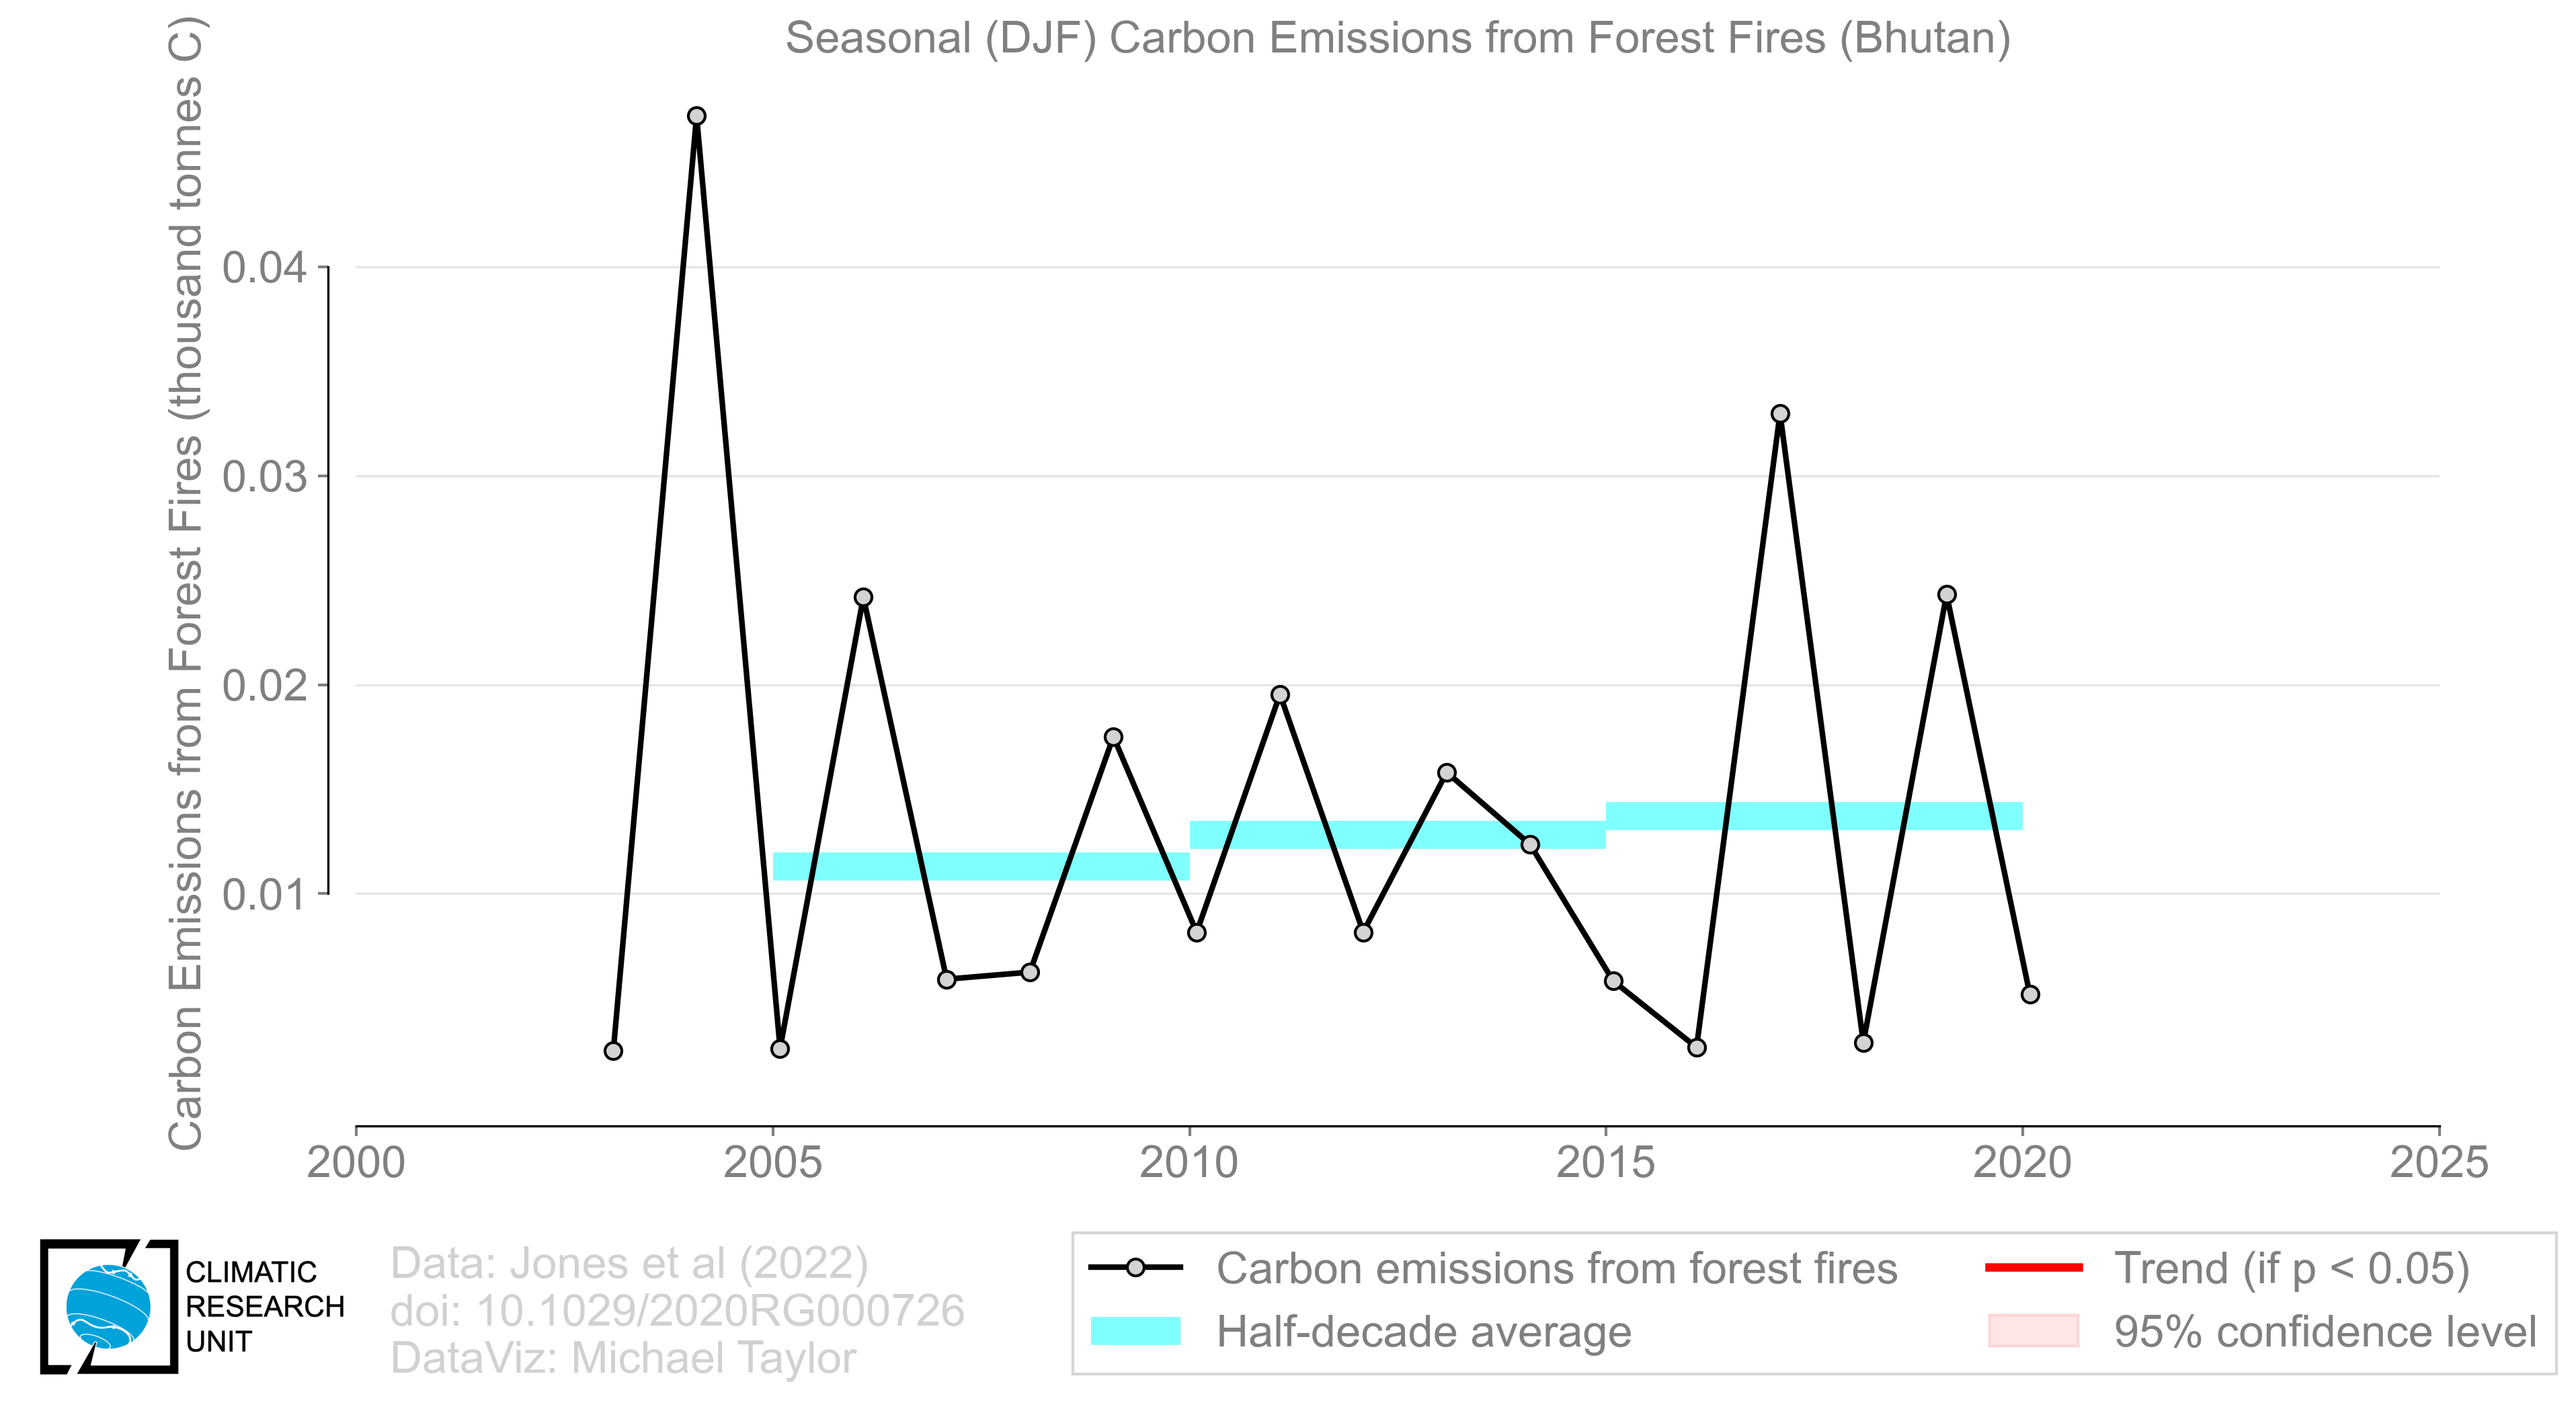 Seasonal (DJF) Carbon Emissions from Forest Fires (Bhutan)
Carbon Emissions from Forest Fires (thousand tonnes C)
0.04
0.03
0.02
0.01
2000
2005
2010
2015
2020
2025
CLIMATIC
RESEARCH
UNIT
Data: Jones et al (2022)
doi: 10.1029/2020RG000726
DataViz: Michael Taylor
Carbon emissions from forest fires
Half-decade average
Trend (if p < 0.05)
95% confidence level